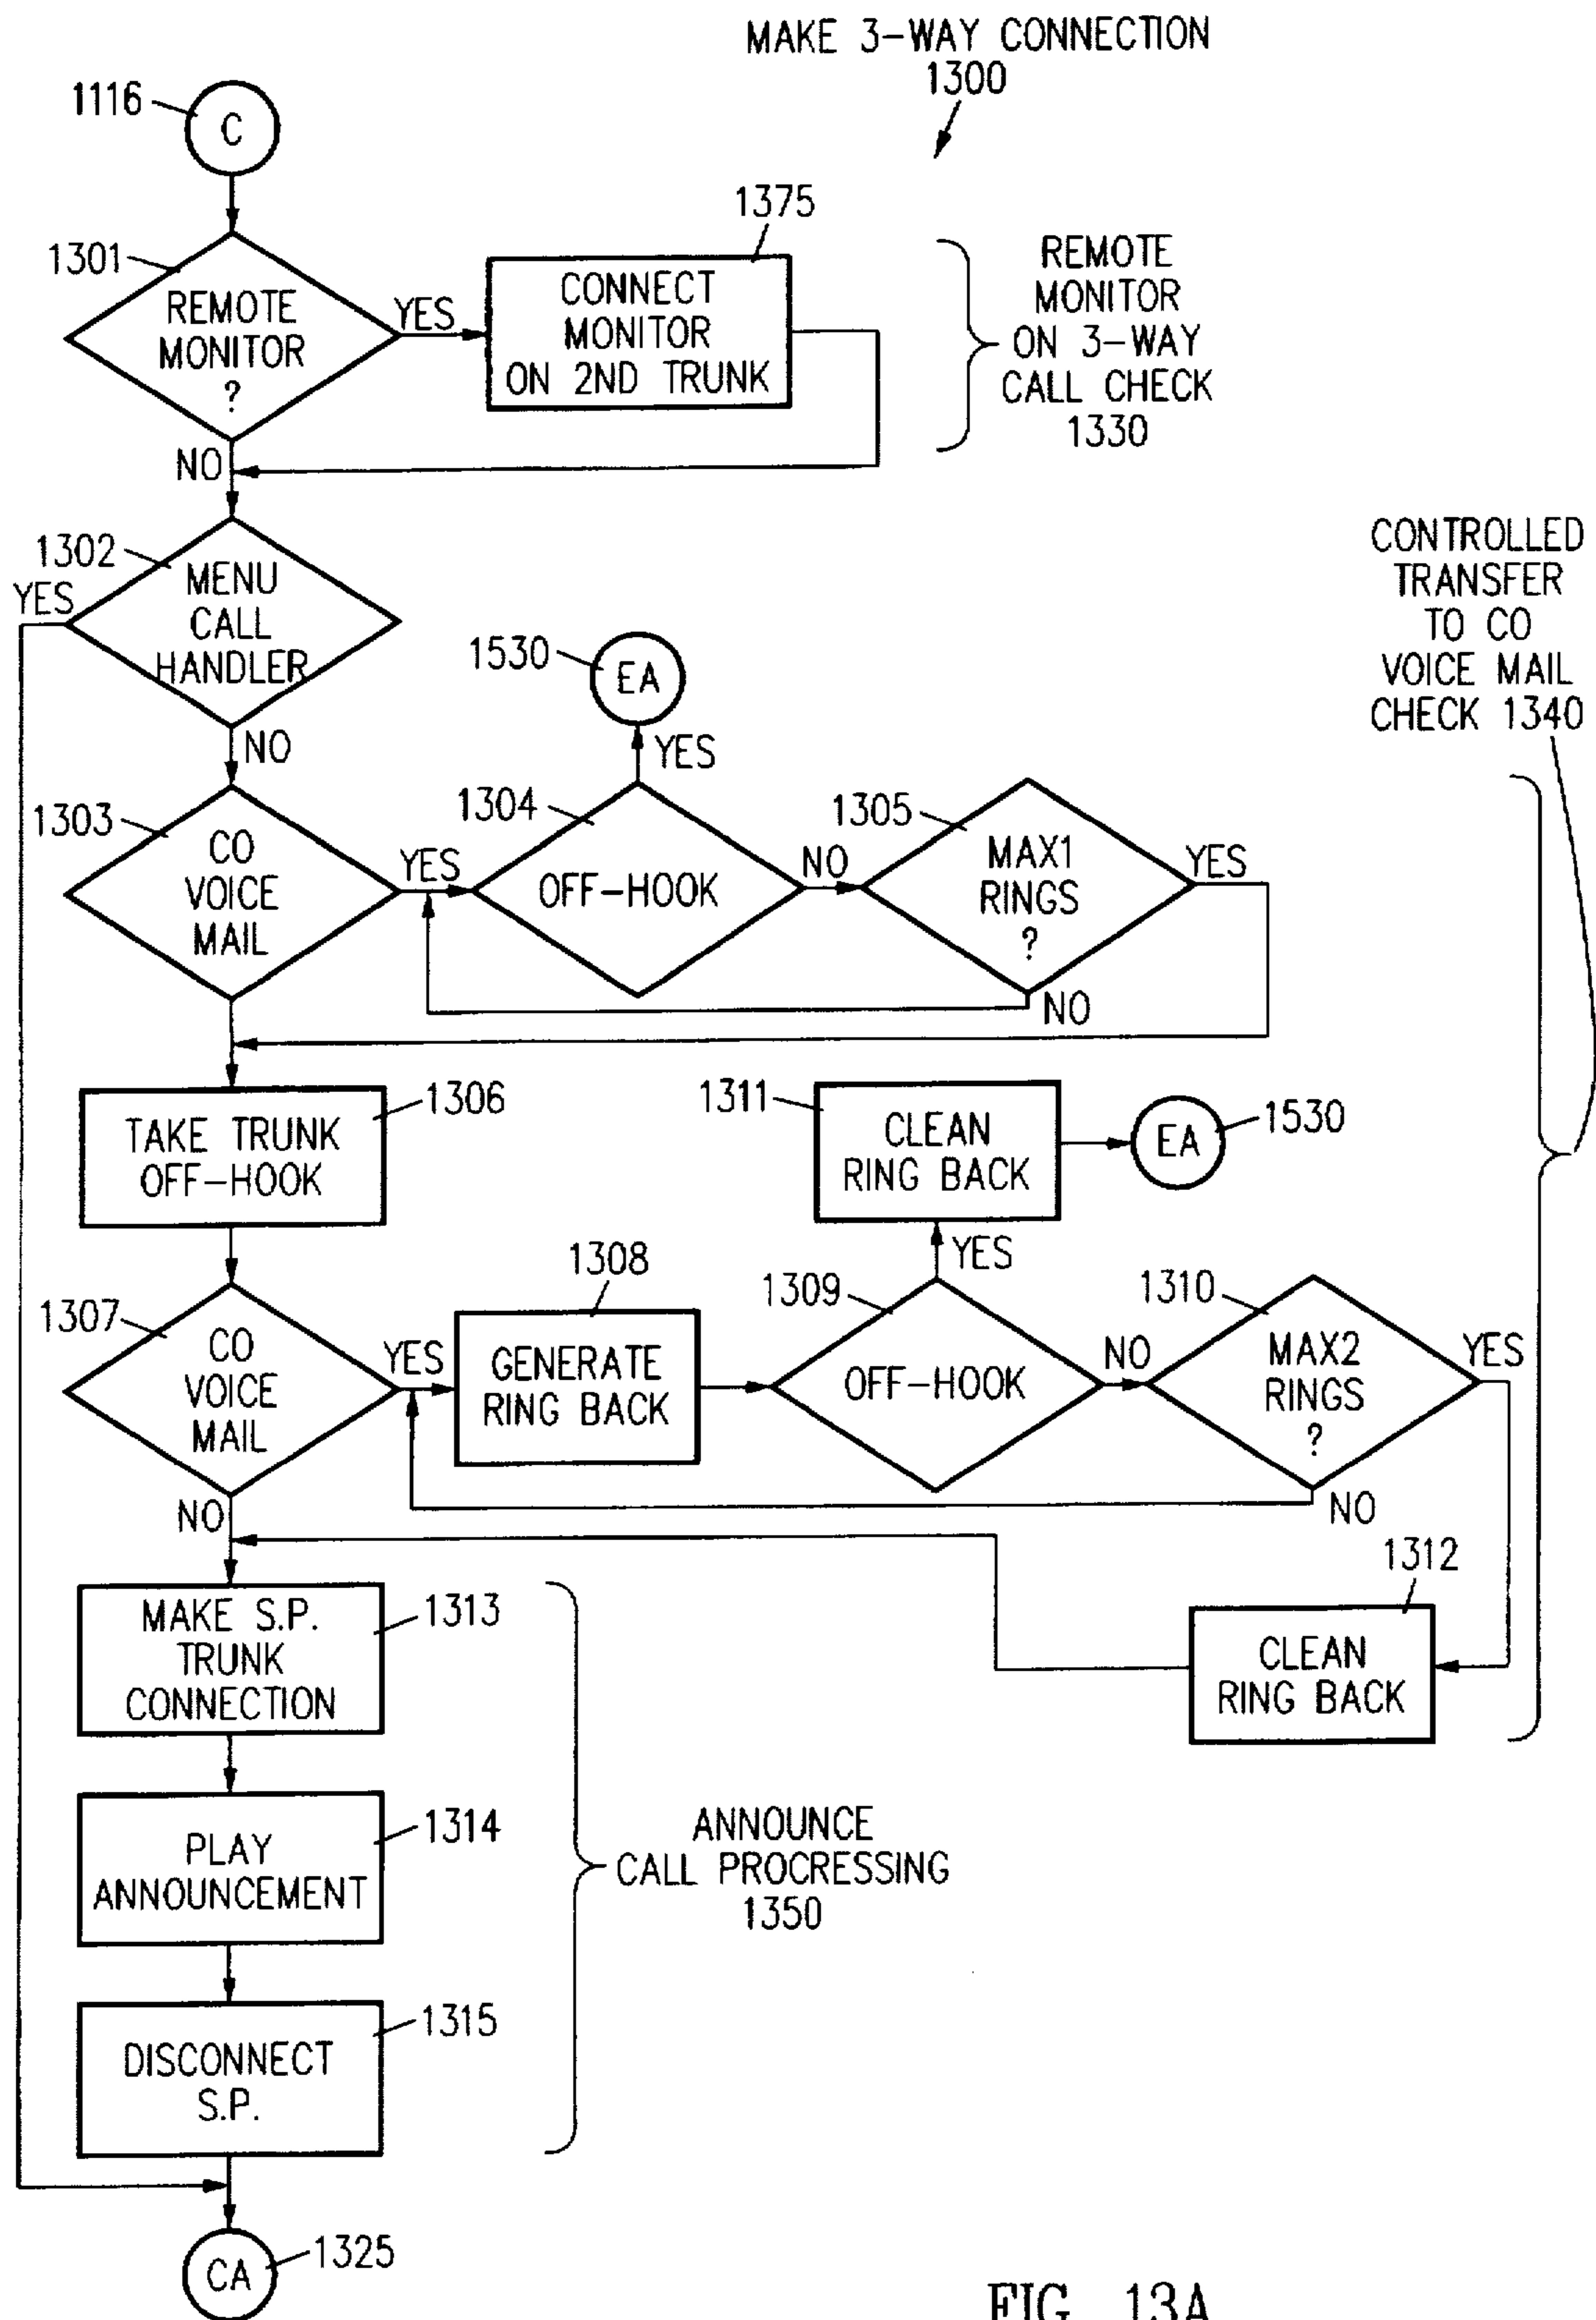 MAKE 3-WAY CONNECTION
1300
1116
C
1375
1301
REMOTE
MONITOR
?
YES
CONNECT
MONITOR
ON 2ND TRUNK
REMOTE
MONITOR
ON 3-WAY
CALL CHECK
1330
NO
1302
YES
MENU
CALL
HANDLER
NO
CONTROLLED
TRANSFER
TO CO
VOICE MAIL
CHECK 1340
1530
EA
YES
1303
CO
VOICE
MAIL
YES
1304
OFF-HOOK
NO
1305
MAX1
RINGS
?
YES
NO
1306
TAKE TRUNK
OFF-HOOK
1311
CLEAN
RING BACK
EA
1530
YES
1307
CO
VOICE
MAIL
YES
1308
GENERATE
RING BACK
1309
OFF-HOOK
NO
1310
MAX2
RINGS
?
YES
NO
NO
1312
CLEAN
RING BACK
MAKE S.P.
TRUNK
CONNECTION
1313
PLAY
ANNOUNCEMENT
1314
ANNOUNCE
CALL PROCRESSING
1350
DISCONNECT
S.P.
1315
CA
1325
FIG. 13A